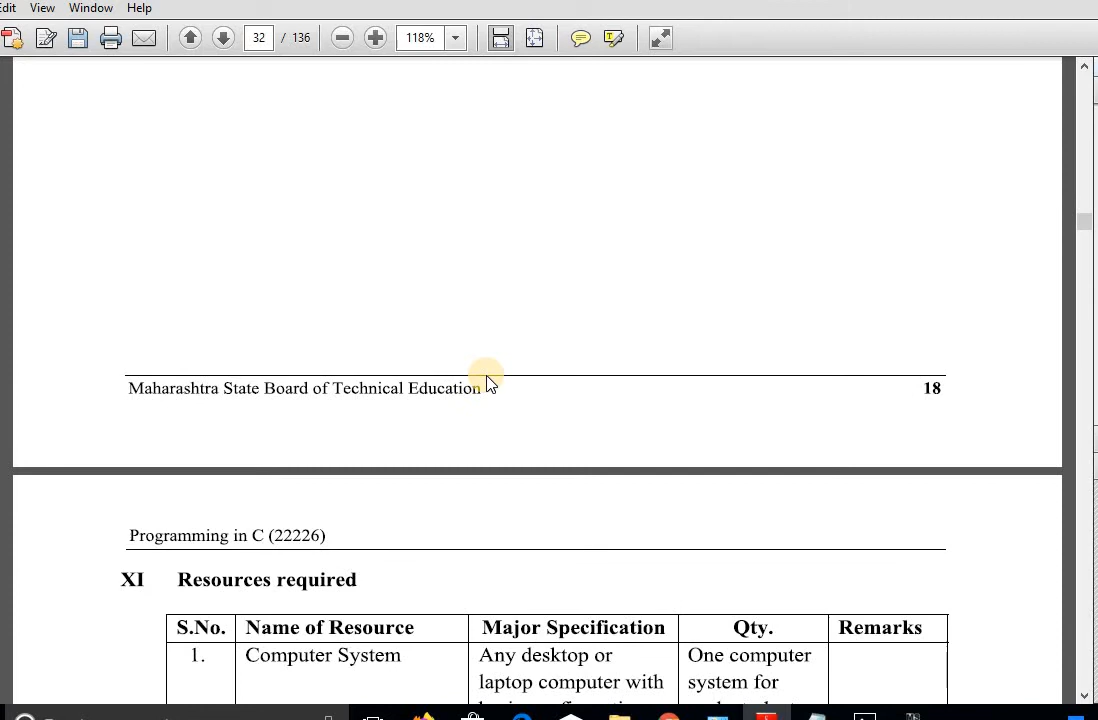 Edit View Window Help
32 / 136 118%
Maharashtra State Board of Technical Education 18
Programming in C (22226)
XI Resources required
S.No. Name of Resource Major Specification Qty. Remarks
1. Computer System Any desktop or One computer
laptop computer with system for